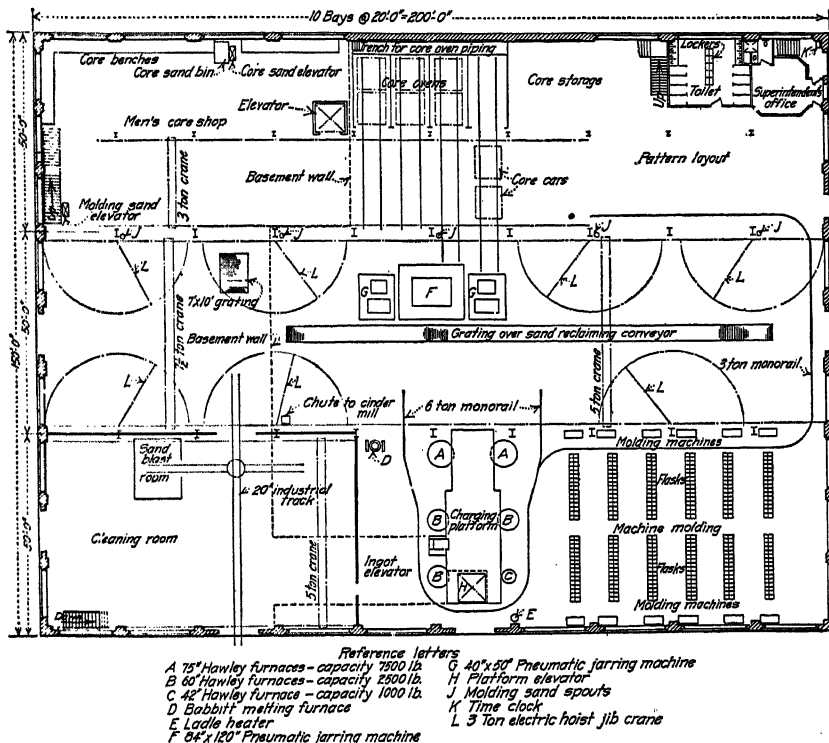 10 Bays @ 20'-0"=200'-0"
Core benches
Core sand bin
Core sand elevator
Trench for core oven piping
Core ovens
Core storage
Lockers
Toilet
Up
K
Superintendents
office
Elevator
Men's core shop
Basement wall
Core cars
Pattern layout
50'-0"
3 ton crane
Up
Molding sand
elevator
J
J
J
J
J
150'-0"
50'-0"
L
L
L
L
7'x10' grating
G
F
G
7½ ton crane
Basement wall
Grating over sand reclaiming conveyor
5 ton crane
3 ton monorail
L
L
L
Chute to cinder
mill
6 ton monorail
Sand
blast
room
D
A
A
Molding machines
20" industrial
track
Flasks
50'-0"
Cleaning room
5 ton crane
B
Charging
platform
B
Machine molding
Ingot
elevator
B
H
C
Flasks
Molding machines
E
Reference letters
A 75" Hawley furnaces - capacity 7500 lb.
B 60" Hawley furnaces - capacity 2500 lb.
C 42" Hawley furnace - capacity 1000 lb.
D Babbitt melting furnace
E Ladle heater
F 84"x120" Pneumatic jarring machine
G 40"x50" Pneumatic jarring machine
H Platform elevator
J Molding sand spouts
K Time clock
L 3 Ton electric hoist jib crane